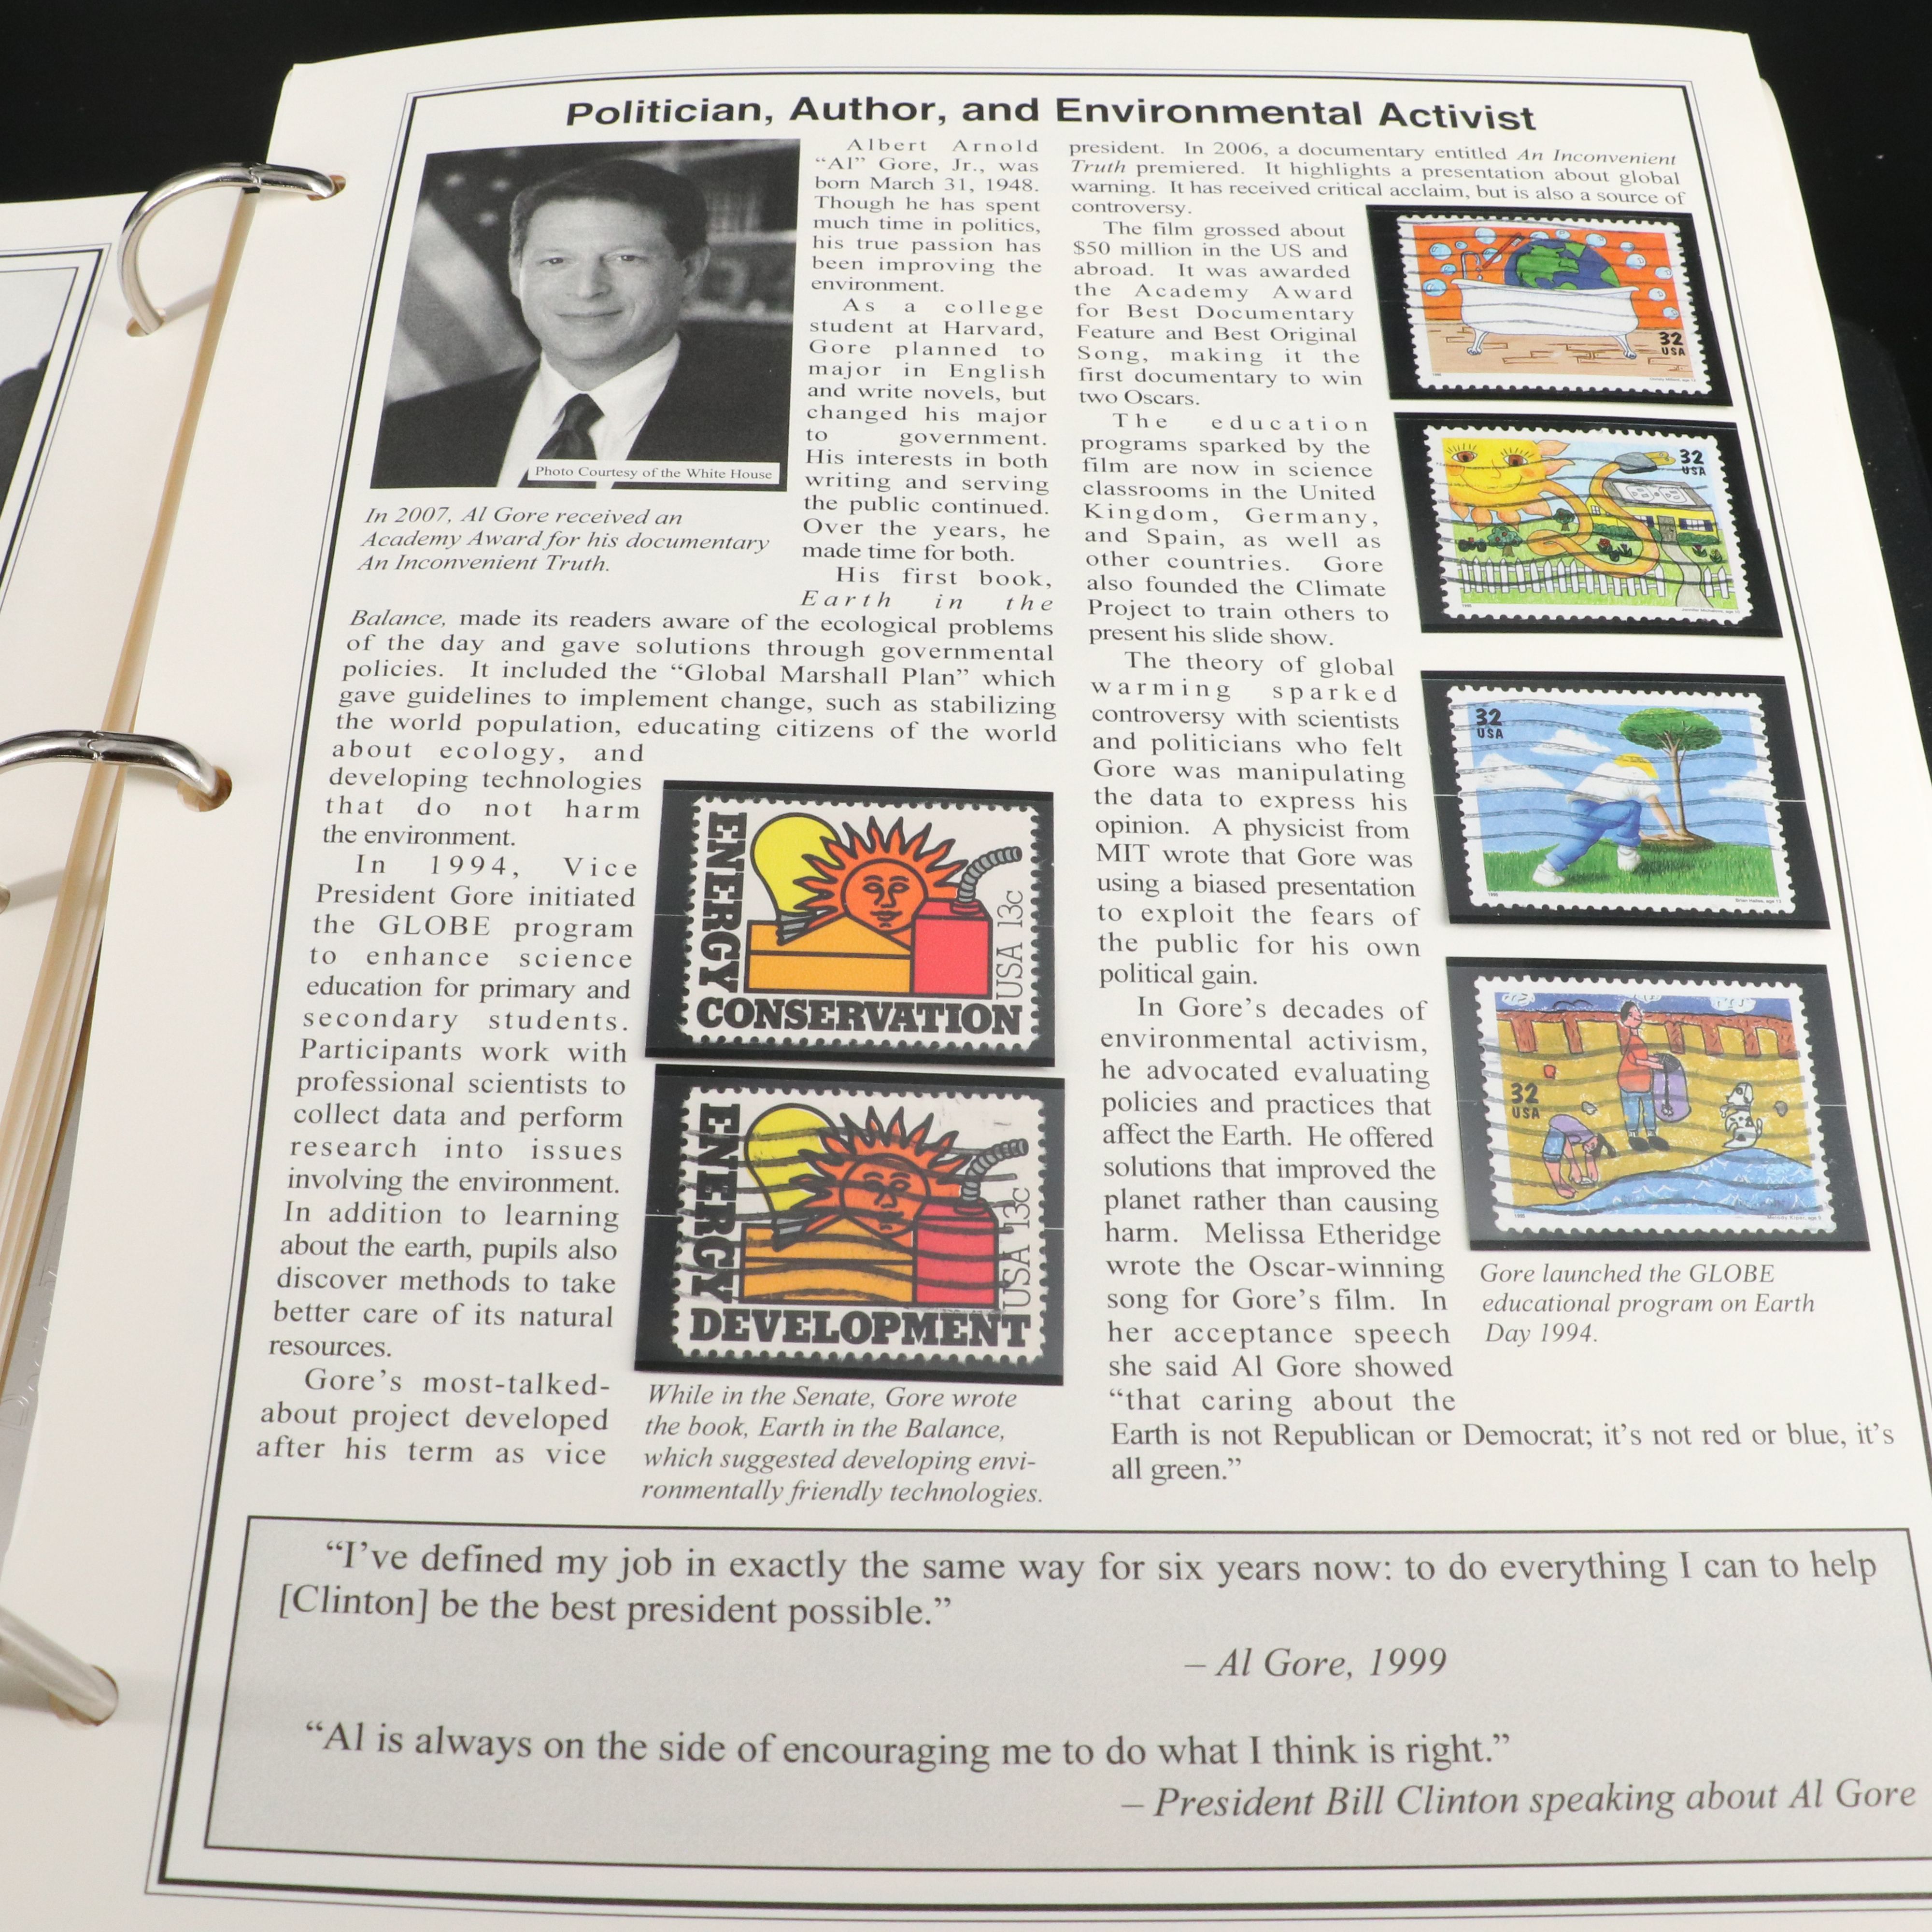 Politician, Author, and Environmental Activist
Photo Courtesy of the White House
In 2007, Al Gore received an
Academy Award for his documentary
An Inconvenient Truth.
Albert Arnold
“Al” Gore, Jr., was
born March 31, 1948.
Though he has spent
much time in politics,
his true passion has
been improving the
environment.
As a college
student at Harvard,
Gore planned to
major in English
and write novels, but
changed his major
to government.
His interests in both
writing and serving
the public continued.
Over the years, he
made time for both.
His first book,
Earth in the
Balance, made its readers aware of the ecological problems
of the day and gave solutions through governmental
policies. It included the “Global Marshall Plan” which
gave guidelines to implement change, such as stabilizing
the world population, educating citizens of the world
about ecology, and
developing technologies
that do not harm
the environment.
In 1994, Vice
President Gore initiated
the GLOBE program
to enhance science
education for primary and
secondary students.
Participants work with
professional scientists to
collect data and perform
research into issues
involving the environment.
In addition to learning
about the earth, pupils also
discover methods to take
better care of its natural
resources.
Gore’s most-talked-
about project developed
after his term as vice
ENERGY
CONSERVATION
USA 13c
ENERGY
DEVELOPMENT
USA 13c
While in the Senate, Gore wrote
the book, Earth in the Balance,
which suggested developing envi-
ronmentally friendly technologies.
president. In 2006, a documentary entitled An Inconvenient
Truth premiered. It highlights a presentation about global
warning. It has received critical acclaim, but is also a source of
controversy.
The film grossed about
$50 million in the US and
abroad. It was awarded
the Academy Award
for Best Documentary
Feature and Best Original
Song, making it the
first documentary to win
two Oscars.
The education
programs sparked by the
film are now in science
classrooms in the United
Kingdom, Germany,
and Spain, as well as
other countries. Gore
also founded the Climate
Project to train others to
present his slide show.
The theory of global
warming sparked
controversy with scientists
and politicians who felt
Gore was manipulating
the data to express his
opinion. A physicist from
MIT wrote that Gore was
using a biased presentation
to exploit the fears of
the public for his own
political gain.
In Gore’s decades of
environmental activism,
he advocated evaluating
policies and practices that
affect the Earth. He offered
solutions that improved the
planet rather than causing
harm. Melissa Etheridge
wrote the Oscar-winning
song for Gore’s film. In
her acceptance speech
she said Al Gore showed
“that caring about the
Earth is not Republican or Democrat; it’s not red or blue, it’s
all green.”
32
USA
32
USA
32
USA
32
USA
Gore launched the GLOBE
educational program on Earth
Day 1994.
“I’ve defined my job in exactly the same way for six years now: to do everything I can to help
[Clinton] be the best president possible.”
– Al Gore, 1999
“Al is always on the side of encouraging me to do what I think is right.”
– President Bill Clinton speaking about Al Gore